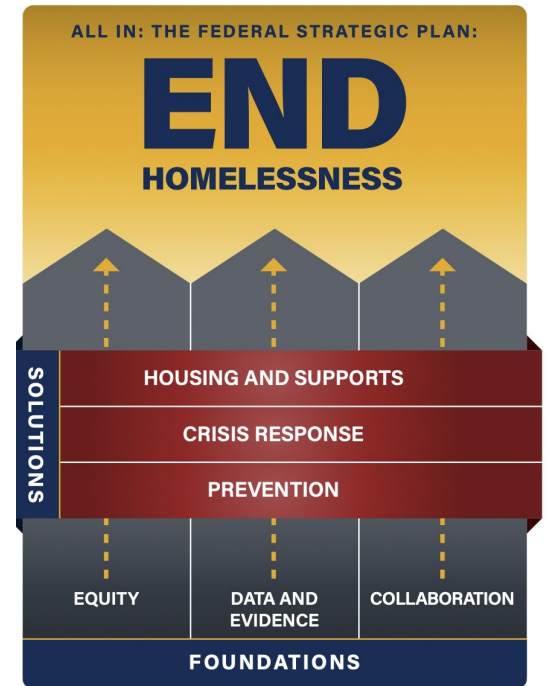 ALL IN: THE FEDERAL STRATEGIC PLAN:
END
HOMELESSNESS
SOLUTIONS
HOUSING AND SUPPORTS
CRISIS RESPONSE
PREVENTION
EQUITY
DATA AND
EVIDENCE
COLLABORATION
FOUNDATIONS